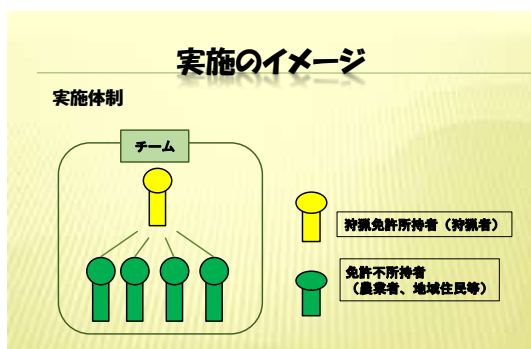 実施のイメージ
実施体制
チーム
狩猟免許所持者（狩猟者）
免許不所持者
（農業者、地域住民等）